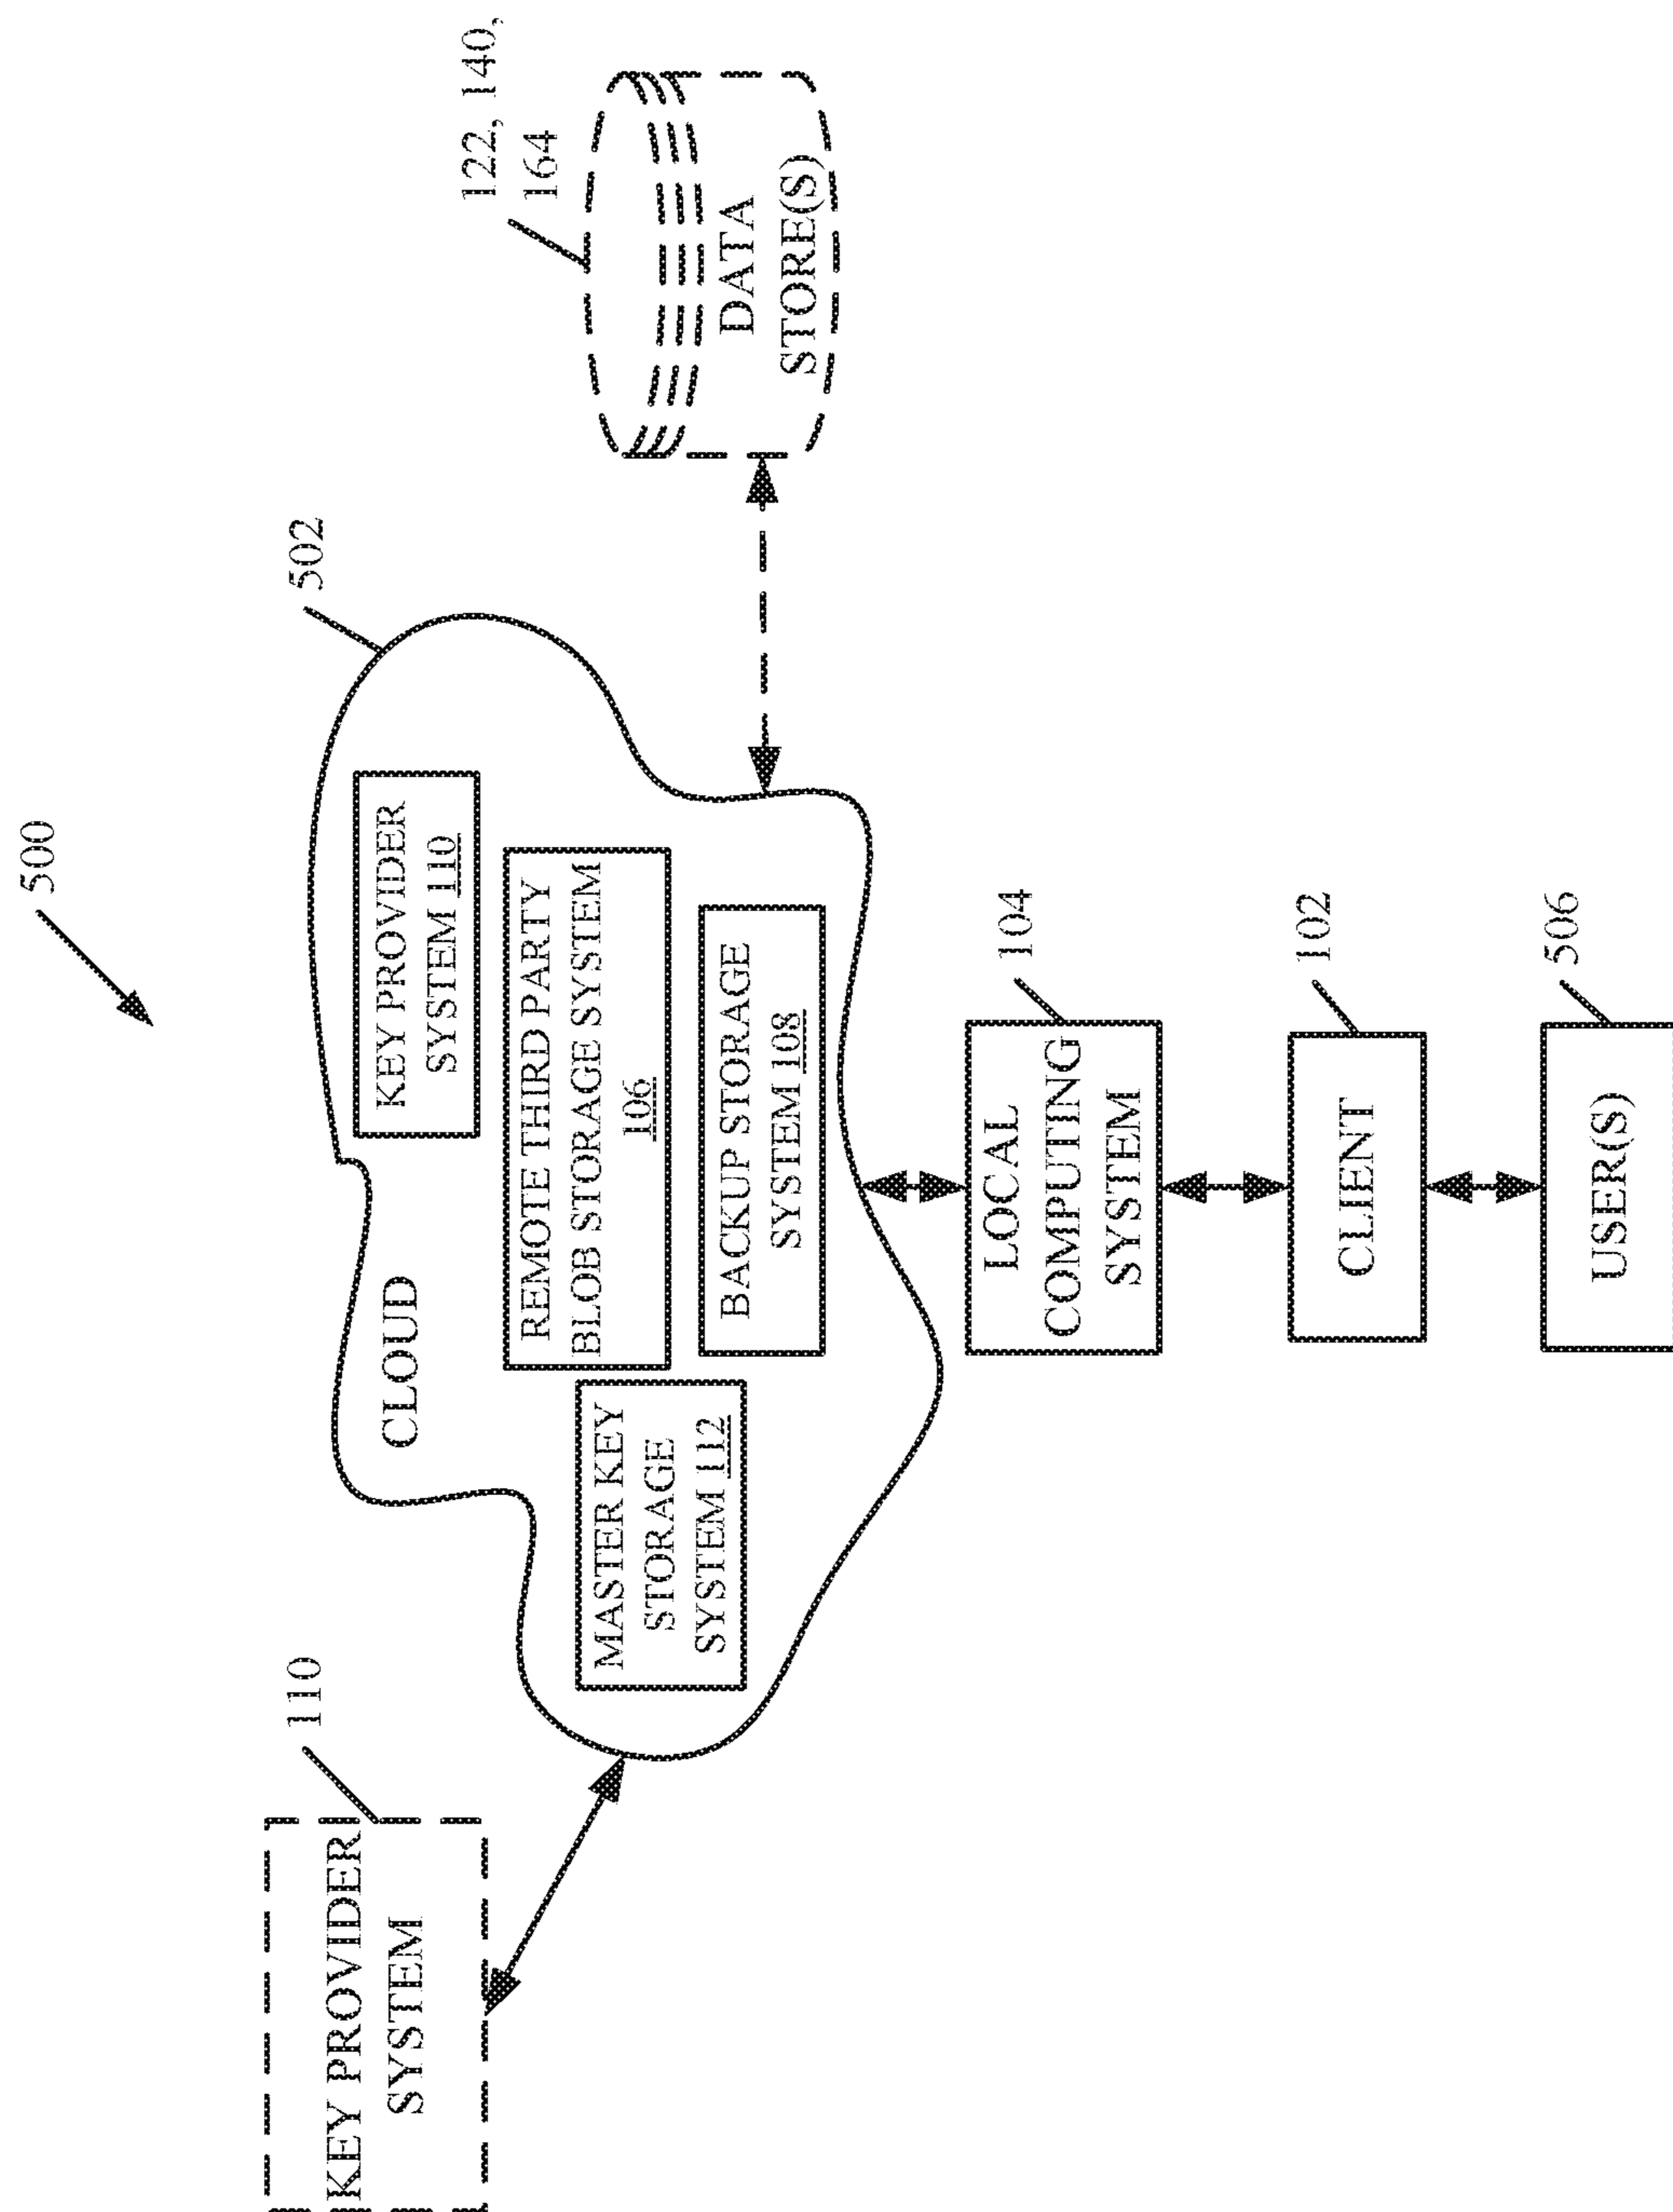 500
502
110
122, 140,
164
KEY PROVIDER
SYSTEM
CLOUD
KEY PROVIDER
SYSTEM 110
REMOTE THIRD PARTY
BLOB STORAGE SYSTEM
106
MASTER KEY
STORAGE
SYSTEM 112
BACKUP STORAGE
SYSTEM 108
DATA
STORE(S)
LOCAL
COMPUTING
SYSTEM
104
CLIENT
102
USER(S)
506